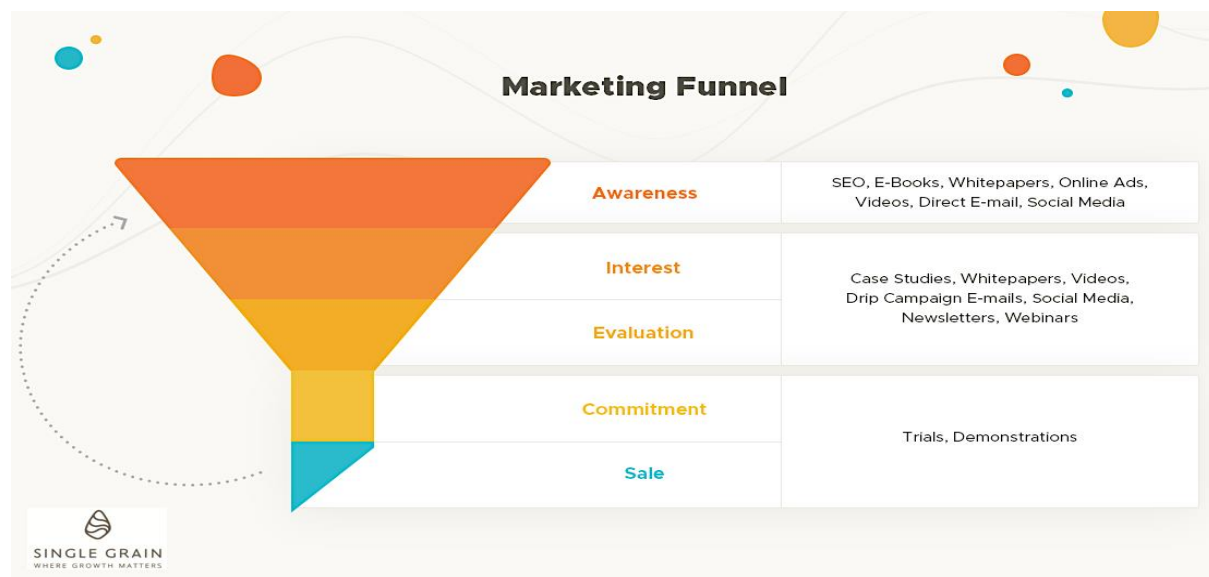 Marketing Funnel
Awareness
SEO, E-Books, Whitepapers, Online Ads,
Videos, Direct E-mail, Social Media
Interest
Evaluation
Case Studies, Whitepapers, Videos,
Drip Campaign E-mails, Social Media,
Newsletters, Webinars
Commitment
Sale
Trials, Demonstrations
SINGLE GRAIN
WHERE GROWTH MATTERS